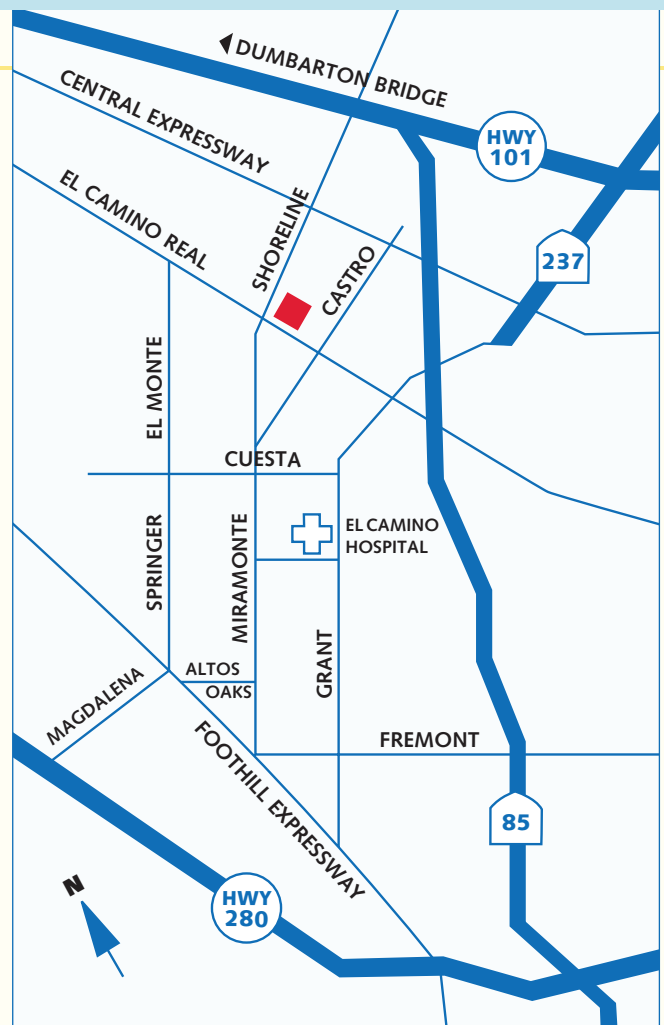 DUMBARTON BRIDGE
CENTRAL EXPRESSWAY
HWY
101
EL CAMINO REAL
SHORELINE
CASTRO
237
EL MONTE
CUESTA
SPRINGER
MIRAMONTE
EL CAMINO
HOSPITAL
GRANT
ALTOS
OAKS
MAGDALENA
FOOTHILL EXPRESSWAY
FREMONT
85
HWY
280
N